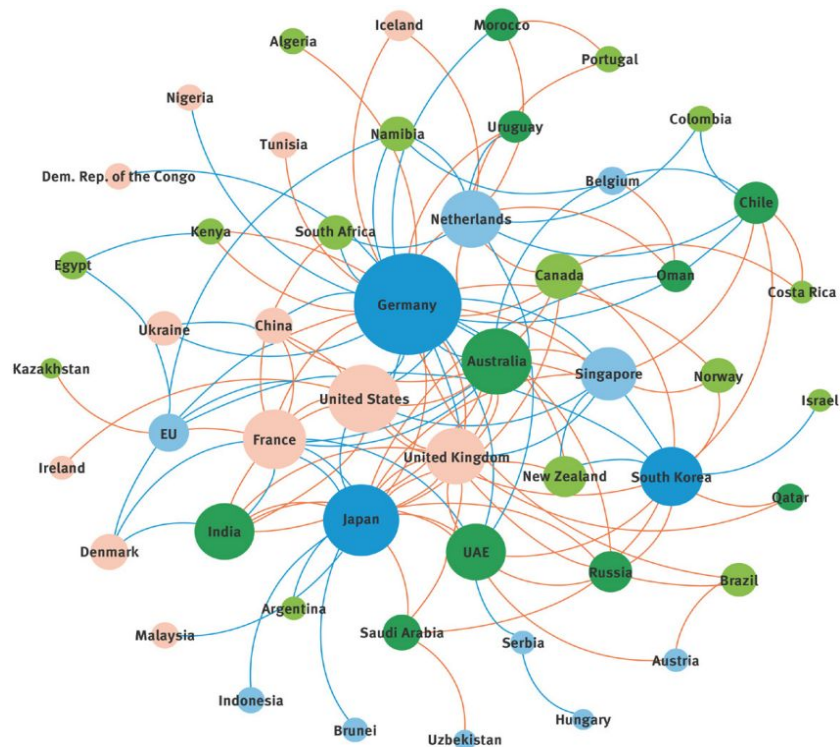 Iceland
Morocco
Algeria
Portugal
Nigeria
Colombia
Namibia
Uruguay
Tunisia
Dem. Rep. of the Congo
Belgium
Chile
Netherlands
Kenya
South Africa
Egypt
Canada
Oman
Costa Rica
Germany
Ukraine
China
Kazakhstan
Australia
Singapore
Norway
United States
Israel
EU
France
Ireland
United Kingdom
New Zealand
South Korea
Qatar
India
Japan
Denmark
UAE
Russia
Brazil
Argentina
Malaysia
Saudi Arabia
Serbia
Austria
Indonesia
Brunei
Hungary
Uzbekistan